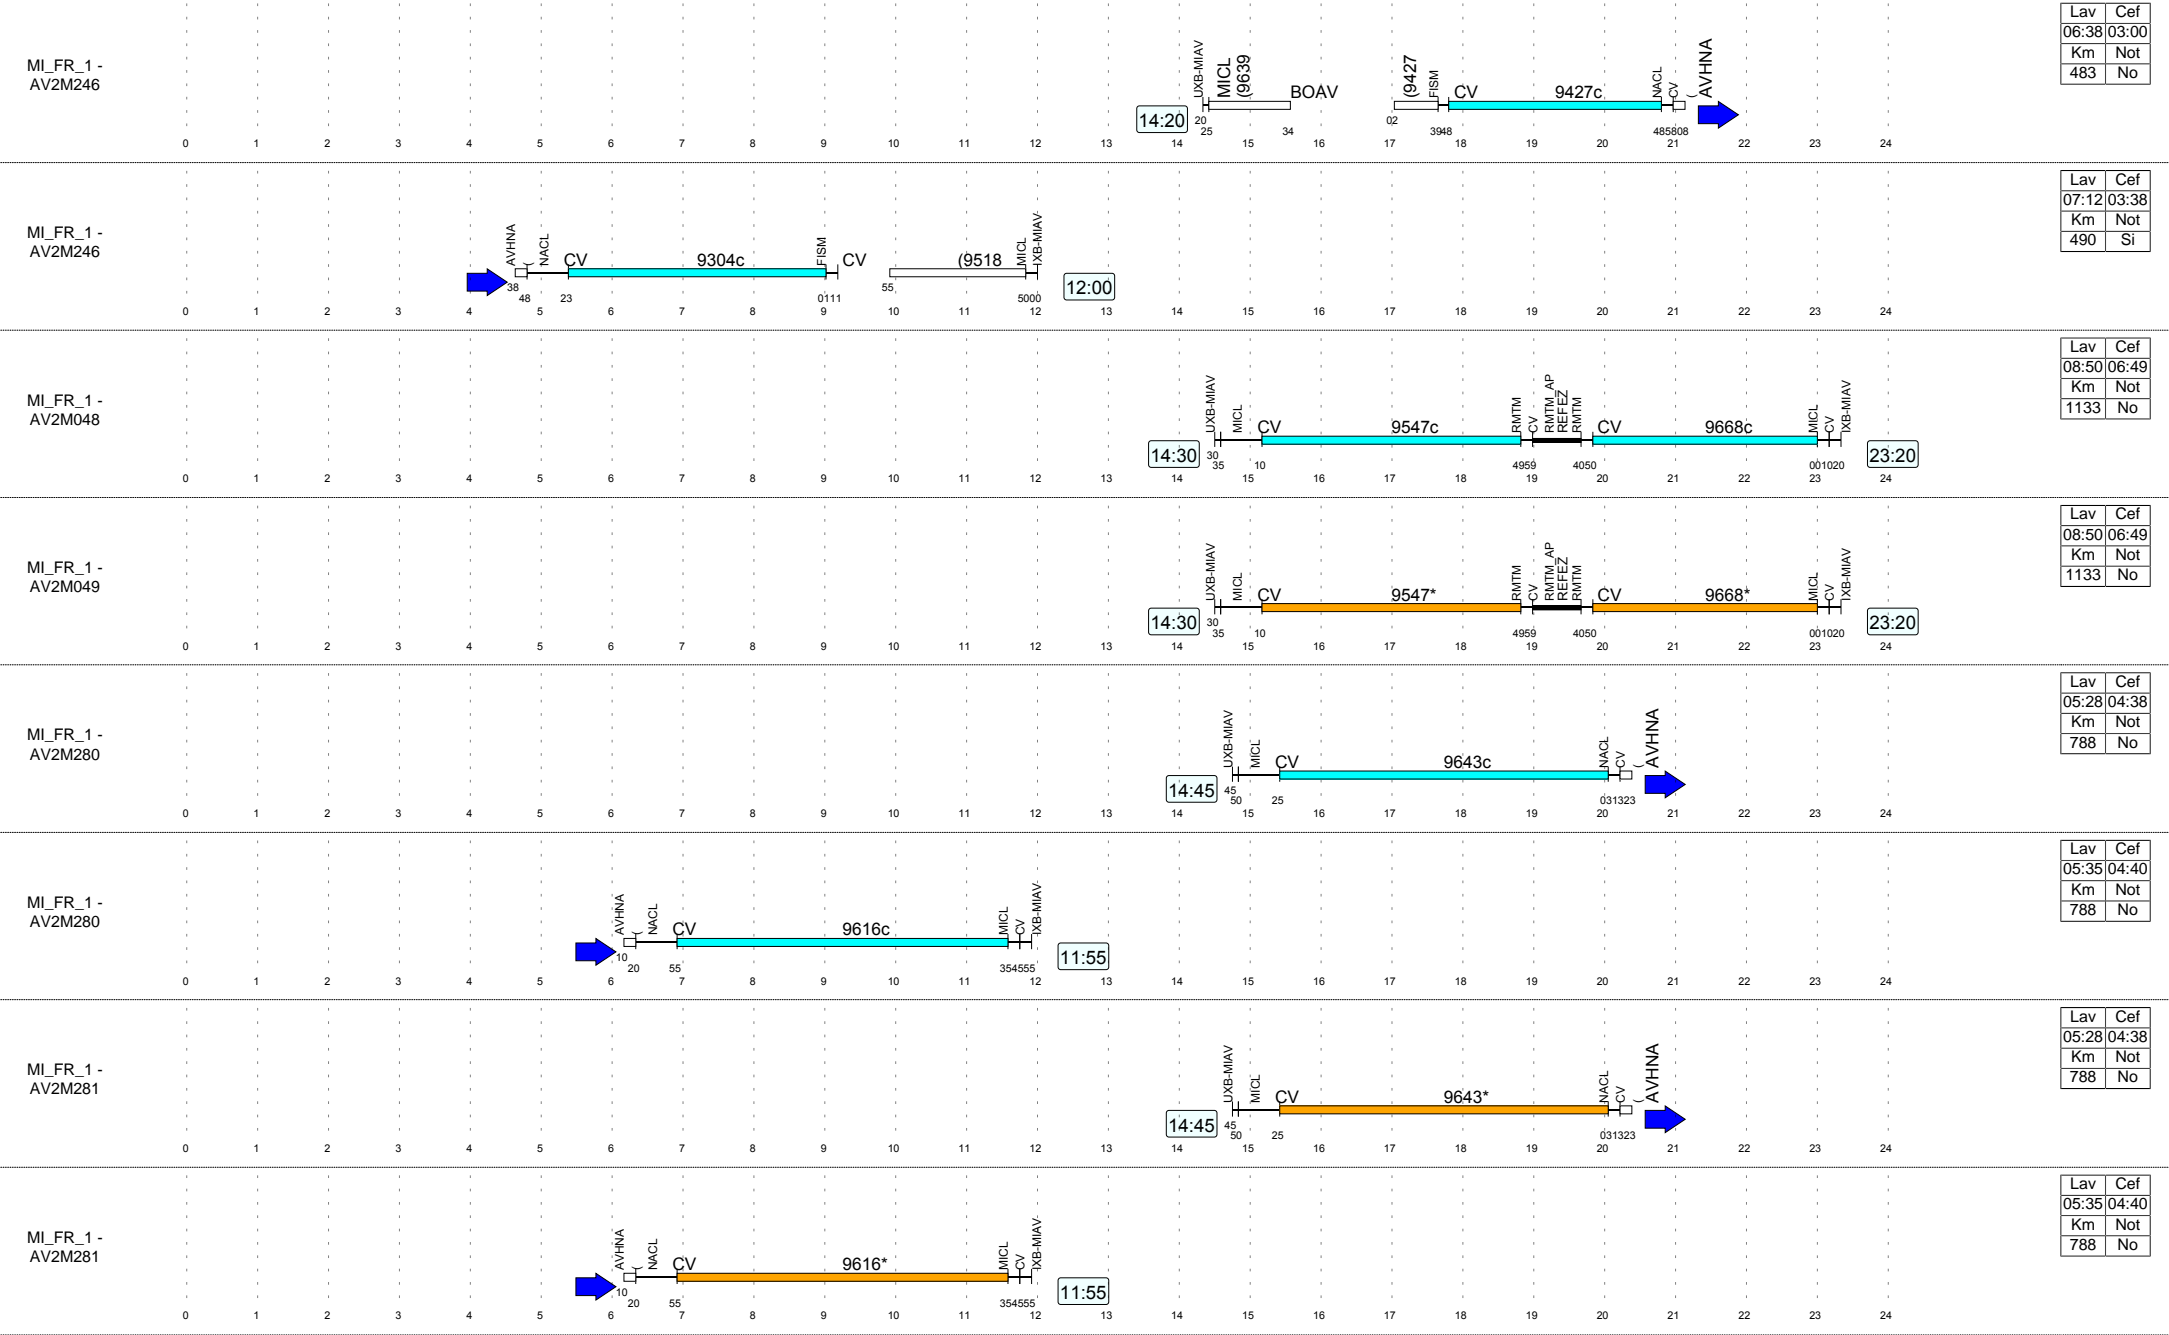 Lav Cef
06:38 03:00
Km Not
483 No
MI_FR_1 -
AV2M246
UXB-MIAV MICL (9639 BOAV (9427 FISM CV 9427c NACL CV ( AVHNA
14:20
20 25 34 02 3948 485808
0 1 2 3 4 5 6 7 8 9 10 11 12 13 14 15 16 17 18 19 20 21 22 23 24
Lav Cef
07:12 03:38
Km Not
490 Si
MI_FR_1 -
AV2M246
AVHNA ( NACL CV 9304c FISM CV (9518 MICL IXB-MIAV
38 48 23 0111 55 5000
12:00
0 1 2 3 4 5 6 7 8 9 10 11 12 13 14 15 16 17 18 19 20 21 22 23 24
Lav Cef
08:50 06:49
Km Not
1133 No
MI_FR_1 -
AV2M048
UXB-MIAV MICL CV 9547c RMTM CV RMTM_AP REFEZ RMTM CV 9668c MICL CV IXB-MIAV
14:30
30 35 10 4959 4050 001020
23:20
0 1 2 3 4 5 6 7 8 9 10 11 12 13 14 15 16 17 18 19 20 21 22 23 24
Lav Cef
08:50 06:49
Km Not
1133 No
MI_FR_1 -
AV2M049
UXB-MIAV MICL CV 9547* RMTM CV RMTM_AP REFEZ RMTM CV 9668* MICL CV IXB-MIAV
14:30
30 35 10 4959 4050 001020
23:20
0 1 2 3 4 5 6 7 8 9 10 11 12 13 14 15 16 17 18 19 20 21 22 23 24
Lav Cef
05:28 04:38
Km Not
788 No
MI_FR_1 -
AV2M280
UXB-MIAV MICL CV 9643c NACL CV ( AVHNA
14:45
45 50 25 031323
0 1 2 3 4 5 6 7 8 9 10 11 12 13 14 15 16 17 18 19 20 21 22 23 24
Lav Cef
05:35 04:40
Km Not
788 No
MI_FR_1 -
AV2M280
AVHNA ( NACL CV 9616c MICL CV IXB-MIAV
10 20 55 354555
11:55
0 1 2 3 4 5 6 7 8 9 10 11 12 13 14 15 16 17 18 19 20 21 22 23 24
Lav Cef
05:28 04:38
Km Not
788 No
MI_FR_1 -
AV2M281
UXB-MIAV MICL CV 9643* NACL CV ( AVHNA
14:45
45 50 25 031323
0 1 2 3 4 5 6 7 8 9 10 11 12 13 14 15 16 17 18 19 20 21 22 23 24
Lav Cef
05:35 04:40
Km Not
788 No
MI_FR_1 -
AV2M281
AVHNA ( NACL CV 9616* MICL CV IXB-MIAV
10 20 55 354555
11:55
0 1 2 3 4 5 6 7 8 9 10 11 12 13 14 15 16 17 18 19 20 21 22 23 24